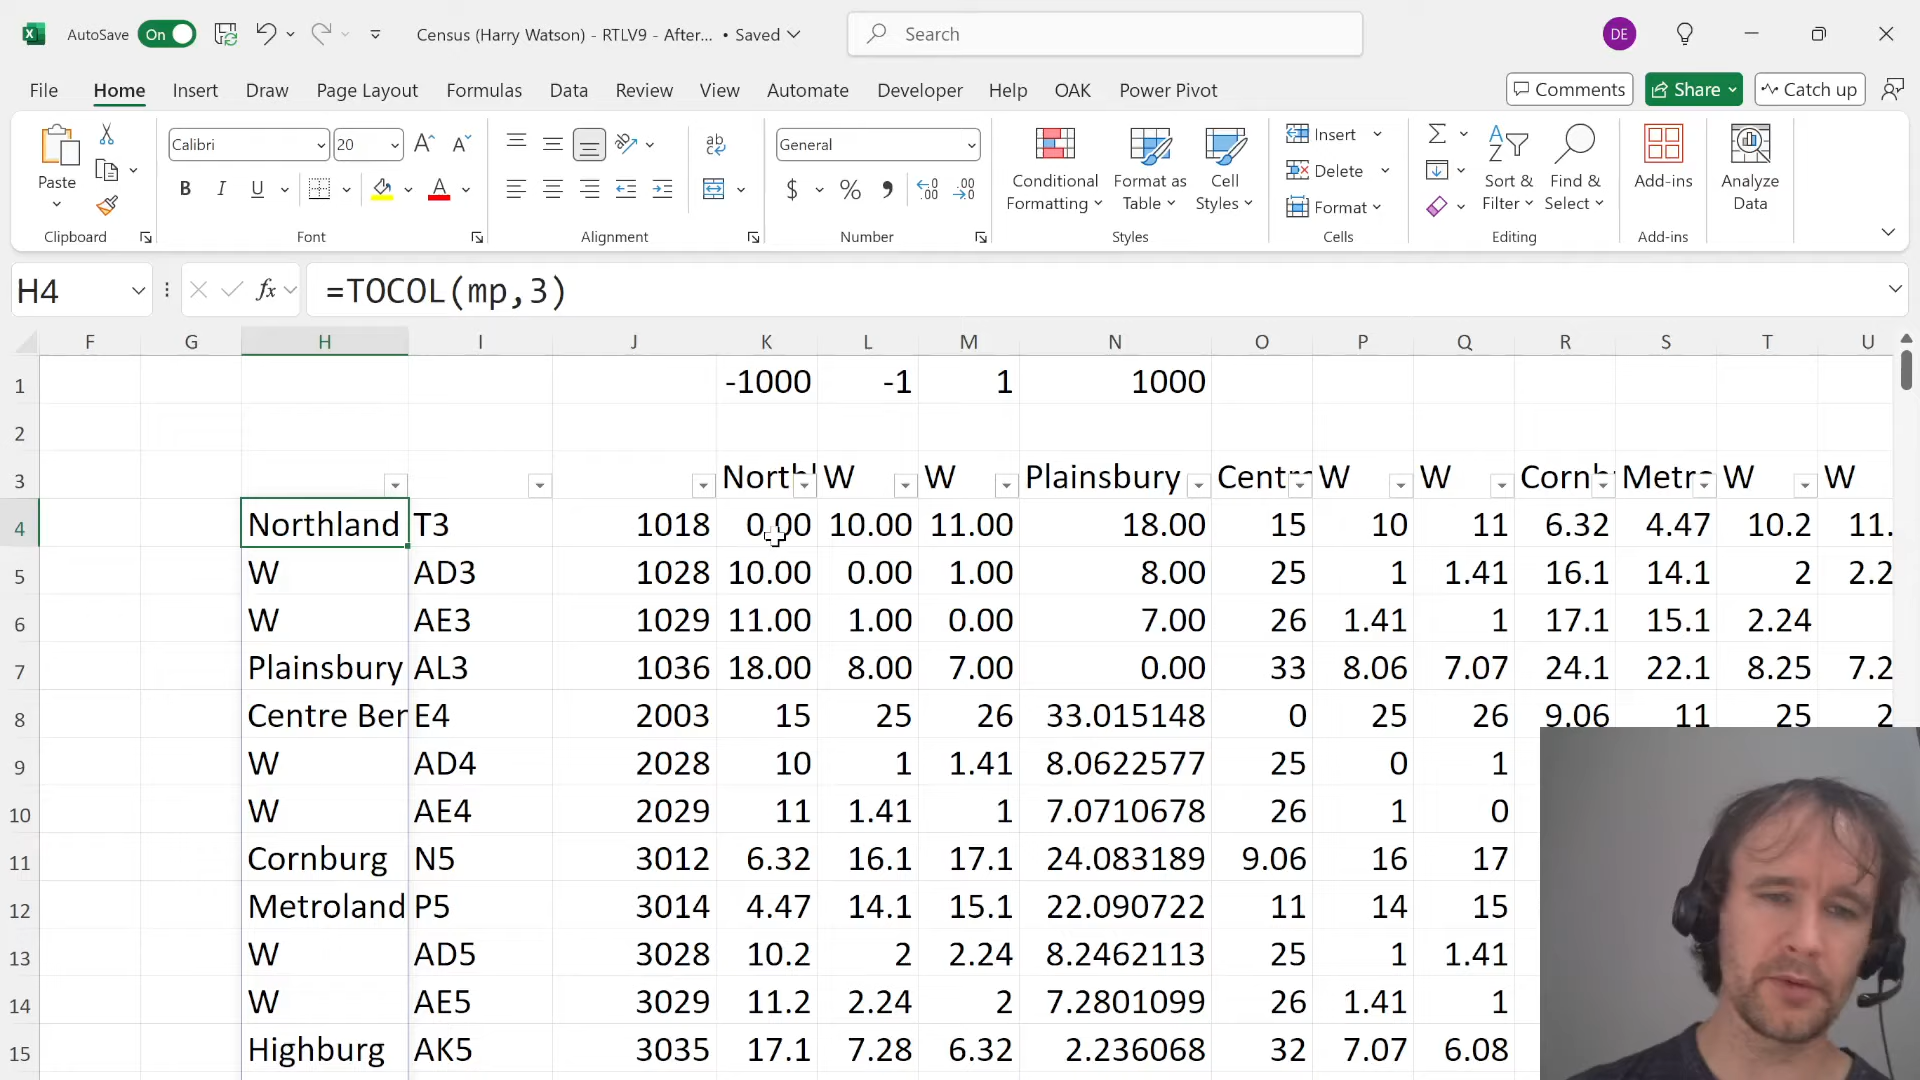 AutoSave On Census (Harry Watson) - RTLV9 - After... • Saved Search DE
File Home Insert Draw Page Layout Formulas Data Review View Automate Developer Help OAK Power Pivot Comments Share Catch up
Paste Calibri 20 A A ab General Conditional Formatting Format as Table Cell Styles Insert Delete Format Sort & Filter Find & Select Add-ins Analyze Data
B I U A $ % 9 .00 .00
Clipboard Font Alignment Number Styles Cells Editing Add-ins
H4 fx =TOCOL(mp,3)
F G H I J K L M N O P Q R S T U
1 -1000 -1 1 1000
2
3 W W Plainsbury W W W W
4 Northland T3 1018 0.00 10.00 11.00 18.00 15 10 11 6.32 4.47 10.2 11.
5 W AD3 1028 10.00 0.00 1.00 8.00 25 1 1.41 16.1 14.1 2 2.2
6 W AE3 1029 11.00 1.00 0.00 7.00 26 1.41 1 17.1 15.1 2.24
7 Plainsbury AL3 1036 18.00 8.00 7.00 0.00 33 8.06 7.07 24.1 22.1 8.25 7.2
8 Centre Ber E4 2003 15 25 26 33.015148 0 25 26 9.06 11 25 2
9 W AD4 2028 10 1 1.41 8.0622577 25 0 1
10 W AE4 2029 11 1.41 1 7.0710678 26 1 0
11 Cornburg N5 3012 6.32 16.1 17.1 24.083189 9.06 16 17
12 Metroland P5 3014 4.47 14.1 15.1 22.090722 11 14 15
13 W AD5 3028 10.2 2 2.24 8.2462113 25 1 1.41
14 W AE5 3029 11.2 2.24 2 7.2801099 26 1.41 1
15 Highburg AK5 3035 17.1 7.28 6.32 2.236068 32 7.07 6.08